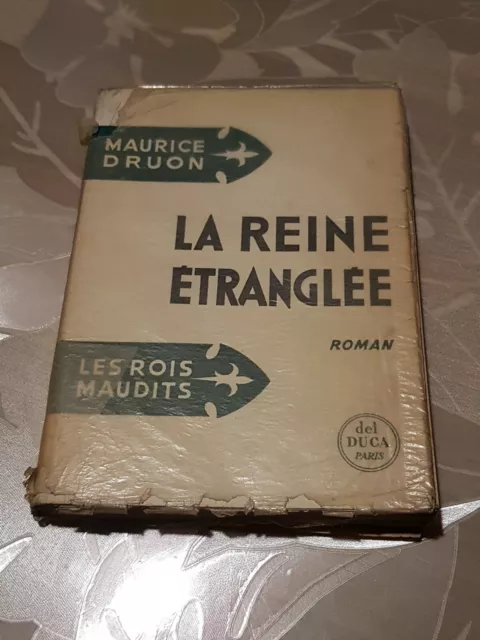 MAURICE
DRUON
LA REINE
ÉTRANGLÉE
ROMAN
LES ROIS
MAUDITS
del
DUCA
PARIS